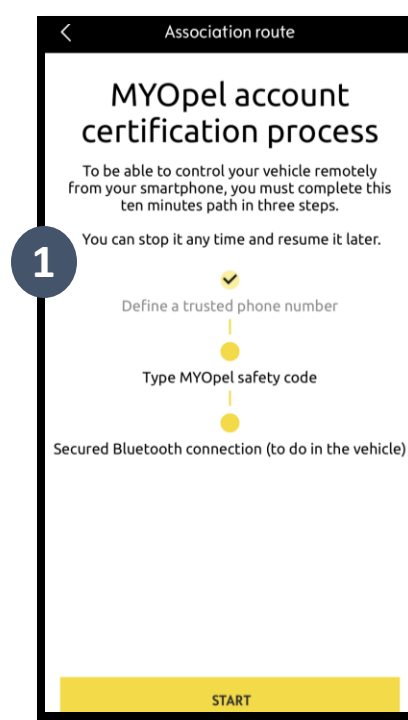 Association route
MYOpel account
certification process
To be able to control your vehicle remotely
from your smartphone, you must complete this
ten minutes path in three steps.
You can stop it any time and resume it later.
1
Define a trusted phone number
Type MYOpel safety code
Secured Bluetooth connection (to do in the vehicle)
START